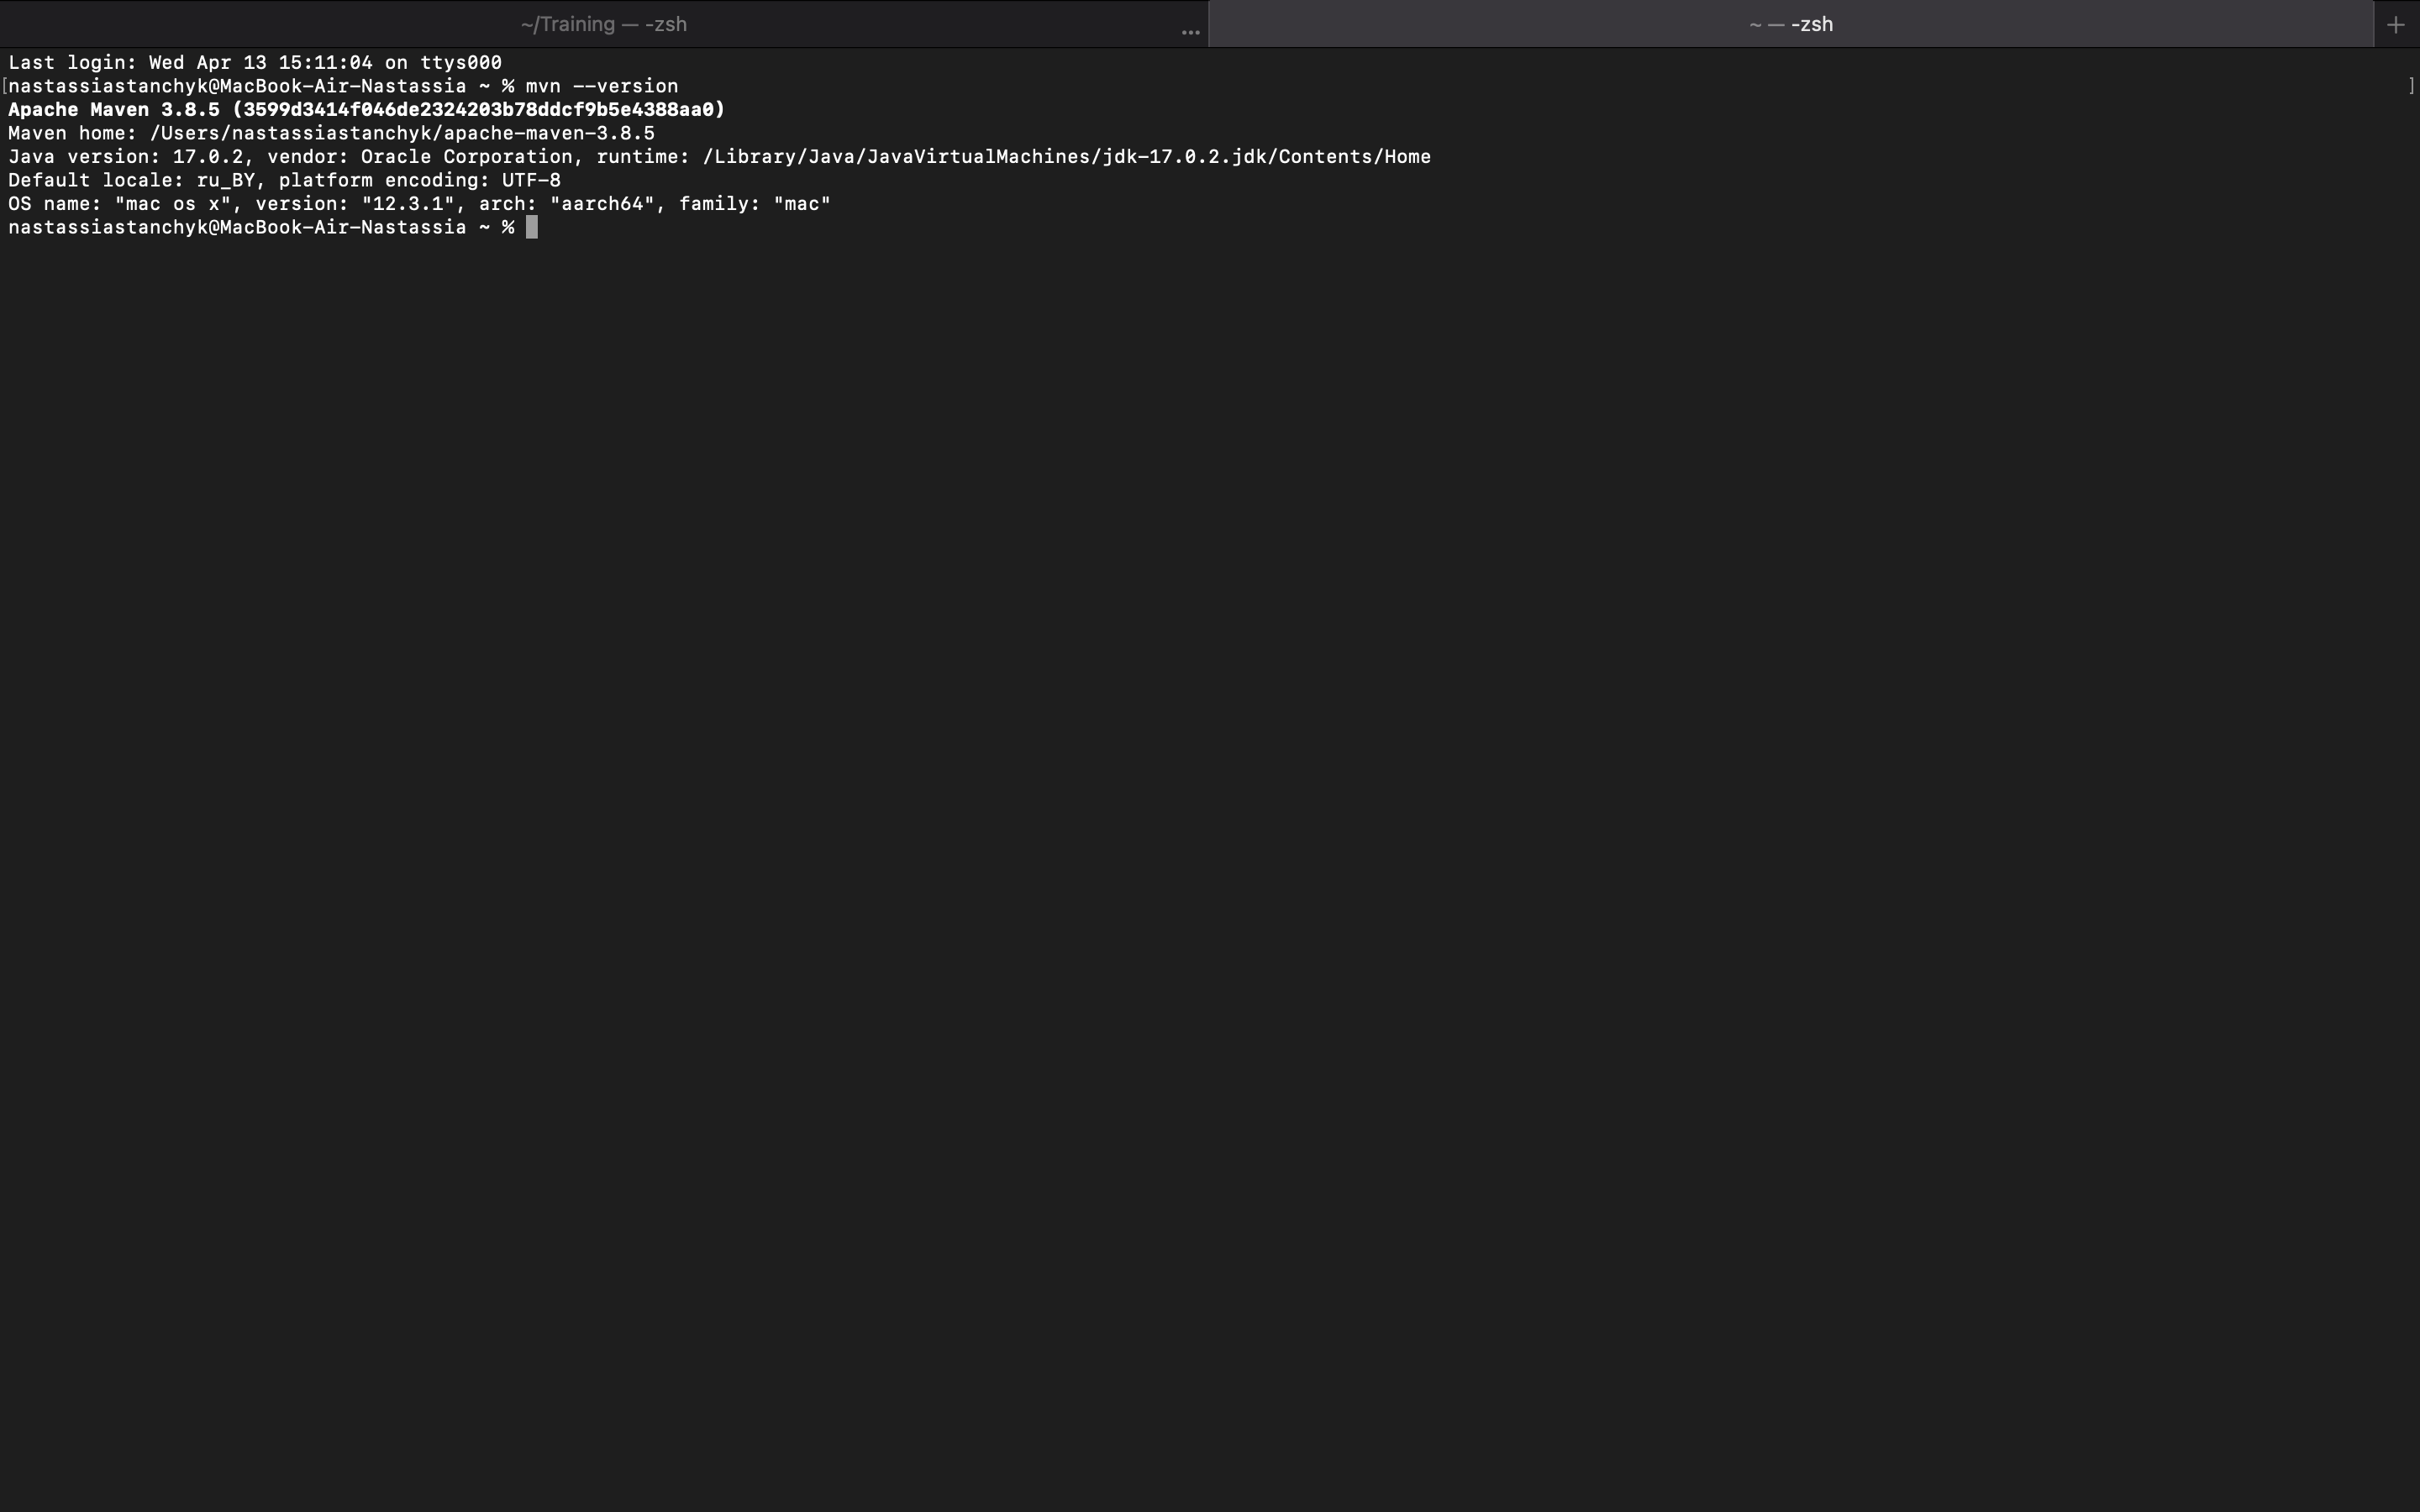 ~/Training — -zsh
...
~ — -zsh
+
Last login: Wed Apr 13 15:11:04 on ttys000
[nastassiastanchyk@MacBook-Air-Nastassia ~ % mvn --version ]
Apache Maven 3.8.5 (3599d3414f046de2324203b78ddcf9b5e4388aa0)
Maven home: /Users/nastassiastanchyk/apache-maven-3.8.5
Java version: 17.0.2, vendor: Oracle Corporation, runtime: /Library/Java/JavaVirtualMachines/jdk-17.0.2.jdk/Contents/Home
Default locale: ru_BY, platform encoding: UTF-8
OS name: "mac os x", version: "12.3.1", arch: "aarch64", family: "mac"
nastassiastanchyk@MacBook-Air-Nastassia ~ %